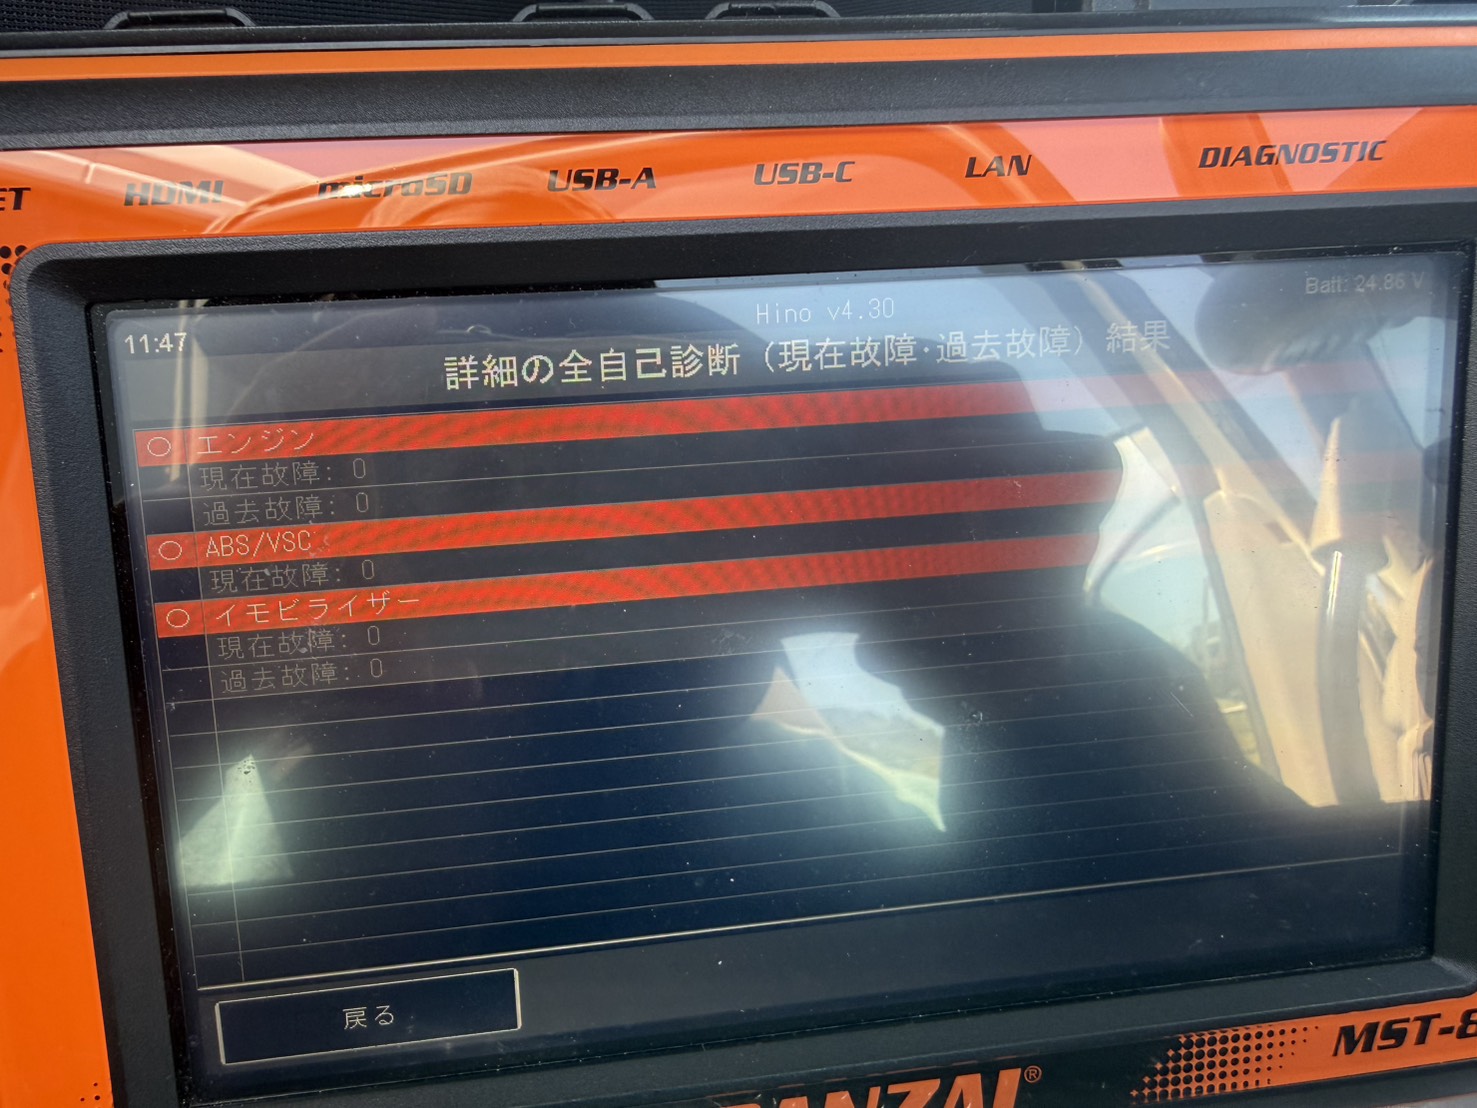 HDMI microSD USB-A USB-C LAN DIAGNOSTIC
Hino v4.30
Batt: 24.86 V
11:47
詳細の全自己診断（現在故障・過去故障）結果
○ エンジン
現在故障: 0
過去故障: 0
○ ABS/VSC
現在故障: 0
○ イモビライザー
現在故障: 0
過去故障: 0
戻る